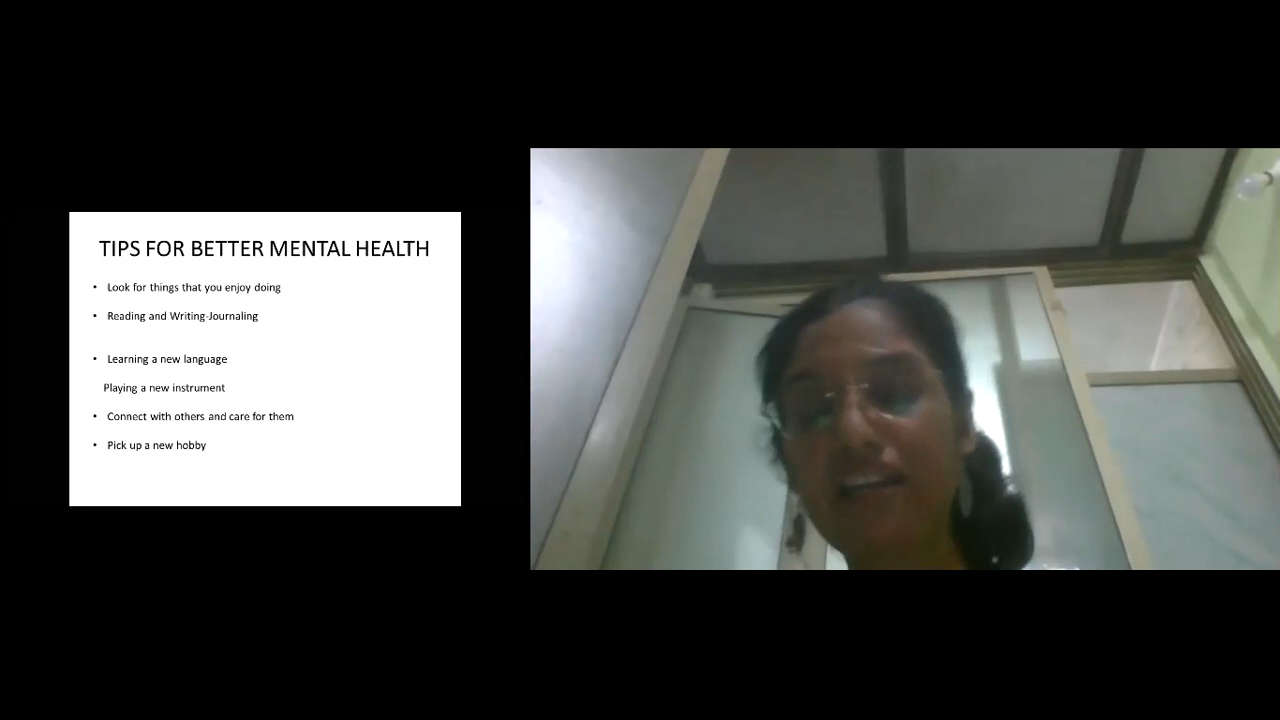 TIPS FOR BETTER MENTAL HEALTH
• Look for things that you enjoy doing
• Reading and Writing-Journaling
• Learning a new language
Playing a new instrument
• Connect with others and care for them
• Pick up a new hobby